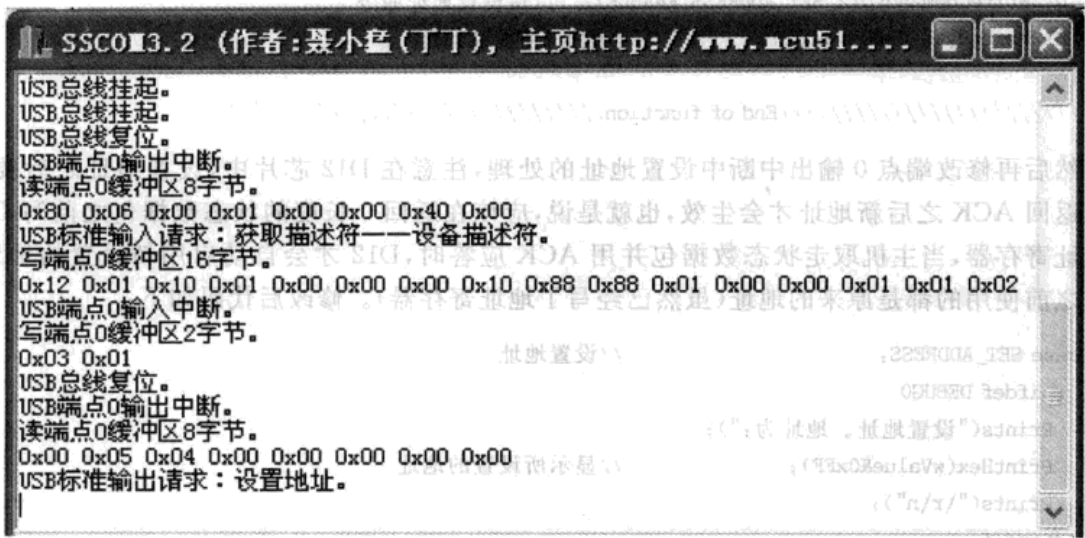 SSCOM3.2 (作者:聂小猛(丁丁), 主页http://www.mcu51....
USB总线挂起。
USB总线挂起。
USB总线复位。
USB端点0输出中断。
读端点0缓冲区8字节。
0x80 0x06 0x00 0x01 0x00 0x00 0x40 0x00
USB标准输入请求：获取描述符——设备描述符。
写端点0缓冲区16字节。
0x12 0x01 0x10 0x01 0x00 0x00 0x00 0x10 0x88 0x88 0x01 0x00 0x00 0x01 0x01 0x02
USB端点0输入中断。
写端点0缓冲区2字节。
0x03 0x01
USB总线复位。
USB端点0输出中断。
读端点0缓冲区8字节。
0x00 0x05 0x04 0x00 0x00 0x00 0x00 0x00
USB标准输出请求：设置地址。